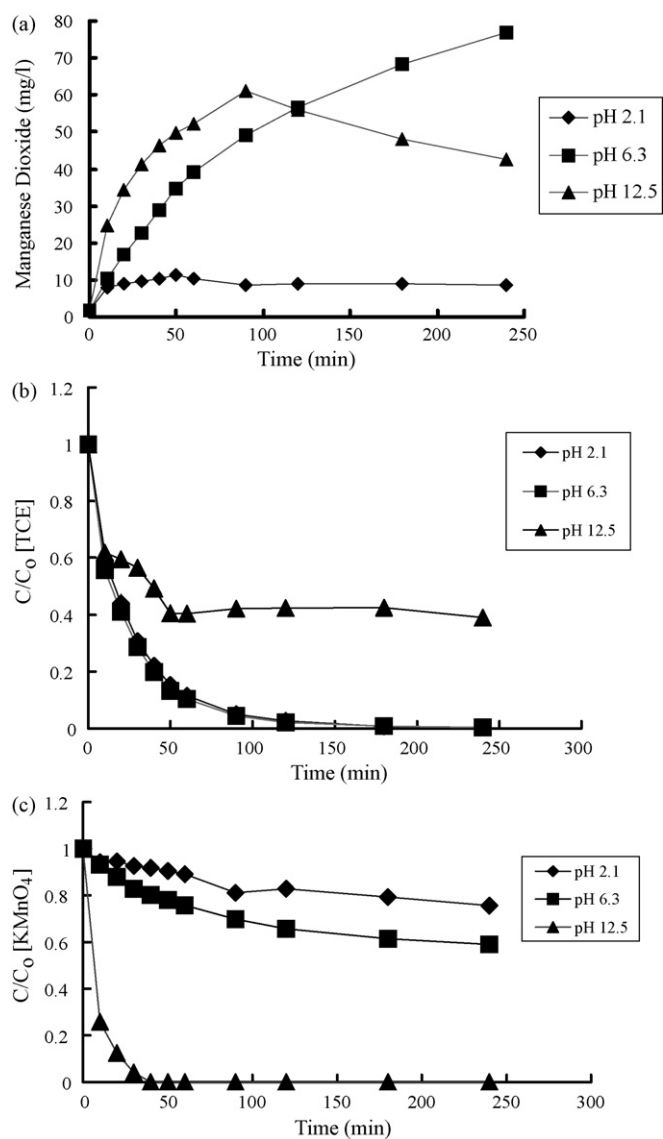 (a)
80
70
60
50
40
30
20
10
0
Manganese Dioxide (mg/l)
0 50 100 150 200 250
Time (min)
pH 2.1
pH 6.3
pH 12.5
(b)
1.2
1
0.8
0.6
0.4
0.2
0
C/Co [TCE]
0 50 100 150 200 250 300
Time (min)
pH 2.1
pH 6.3
pH 12.5
(c)
1.2
1
0.8
0.6
0.4
0.2
0
C/Co [KMnO4]
0 50 100 150 200 250 300
Time (min)
pH 2.1
pH 6.3
pH 12.5